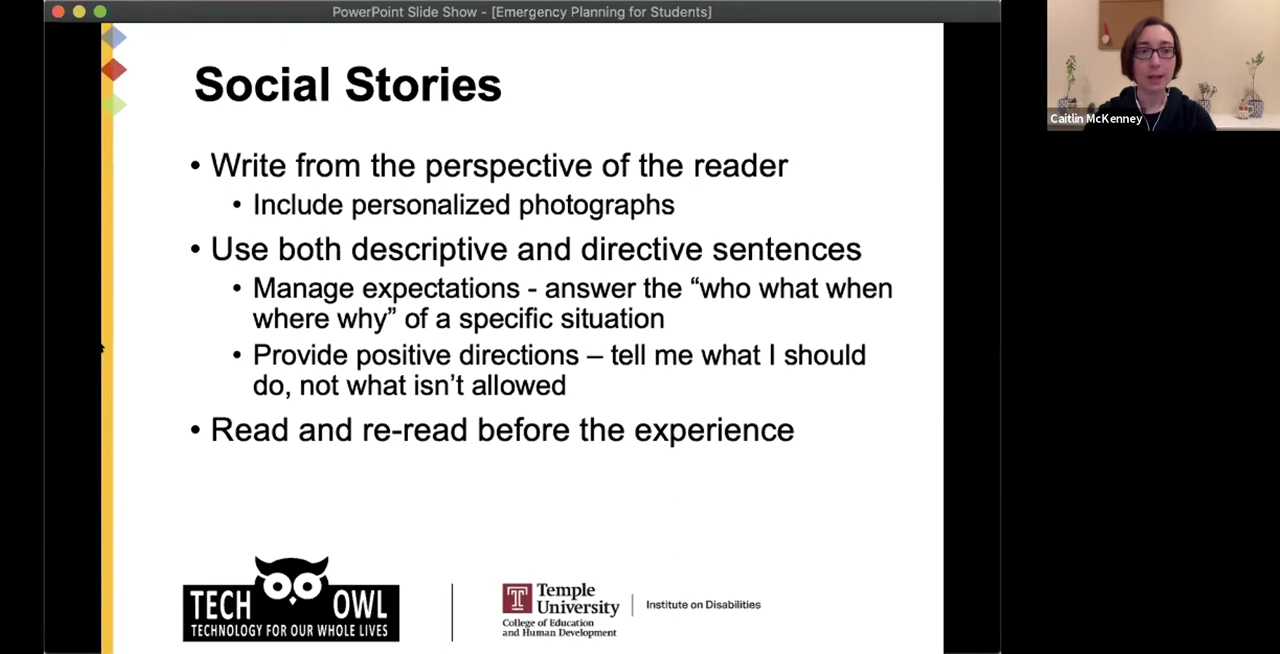 PowerPoint Slide Show - [Emergency Planning for Students]
Social Stories
• Write from the perspective of the reader
• Include personalized photographs
• Use both descriptive and directive sentences
• Manage expectations - answer the “who what when
where why” of a specific situation
• Provide positive directions – tell me what I should
do, not what isn’t allowed
• Read and re-read before the experience
TECH OWL
TECHNOLOGY FOR OUR WHOLE LIVES
T
Temple
University
College of Education
and Human Development
Institute on Disabilities
Caitlin McKenney